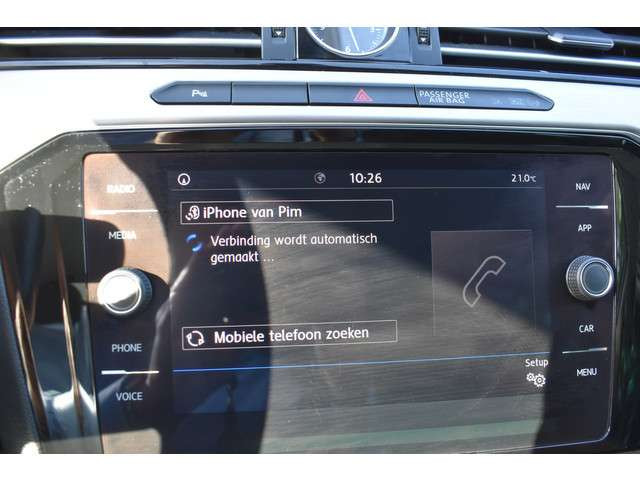 PASSENGER
AIR BAG
10:26
21.0°C
RADIO
NAV
iPhone van Pim
MEDIA
APP
Verbinding wordt automatisch
gemaakt ...
Mobiele telefoon zoeken
CAR
PHONE
Setup
MENU
VOICE